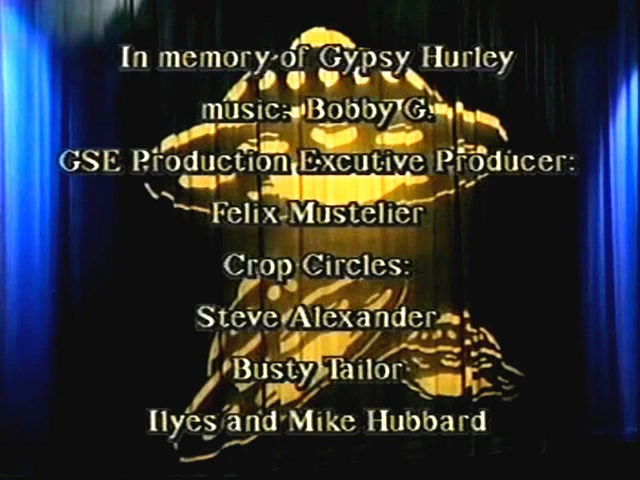 In memory of Gypsy Hurley
music: Bobby G.
GSE Production Excutive Producer:
Felix Mustelier
Crop Circles:
Steve Alexander
Busty Tailor
Ilyes and Mike Hubbard